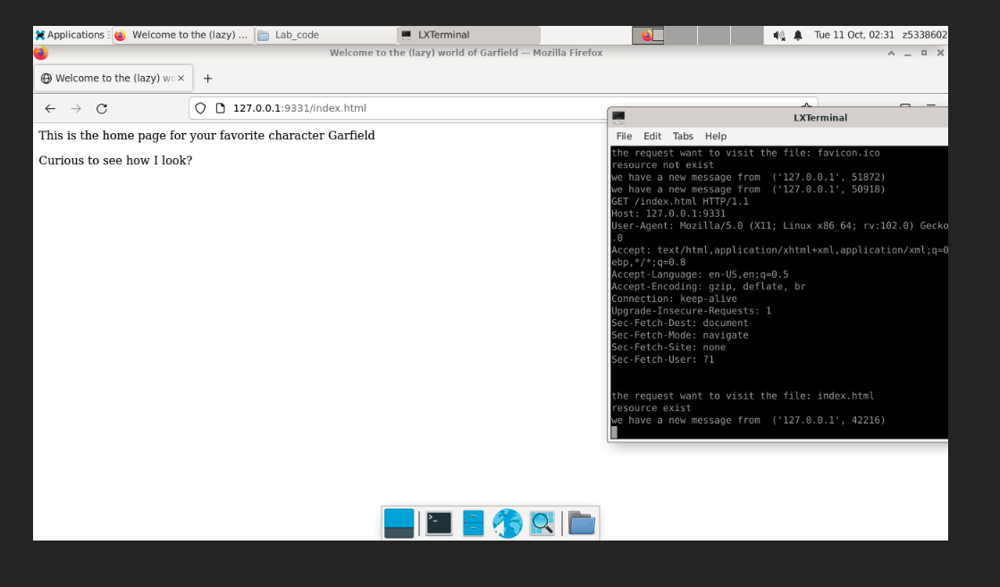 Applications Welcome to the (lazy) ... Lab_code LXTerminal Tue 11 Oct, 02:31 z5338602
Welcome to the (lazy) world of Garfield — Mozilla Firefox
Welcome to the (lazy) wo
127.0.0.1:9331/index.html
This is the home page for your favorite character Garfield
Curious to see how I look?
LXTerminal
File Edit Tabs Help
the request want to visit the file: favicon.ico
resource not exist
we have a new message from ('127.0.0.1', 51872)
we have a new message from ('127.0.0.1', 50918)
GET /index.html HTTP/1.1
Host: 127.0.0.1:9331
User-Agent: Mozilla/5.0 (X11; Linux x86_64; rv:102.0) Gecko
.0
Accept: text/html,application/xhtml+xml,application/xml;q=0
ebp,*/*;q=0.8
Accept-Language: en-US,en;q=0.5
Accept-Encoding: gzip, deflate, br
Connection: keep-alive
Upgrade-Insecure-Requests: 1
Sec-Fetch-Dest: document
Sec-Fetch-Mode: navigate
Sec-Fetch-Site: none
Sec-Fetch-User: ?1
the request want to visit the file: index.html
resource exist
we have a new message from ('127.0.0.1', 42216)